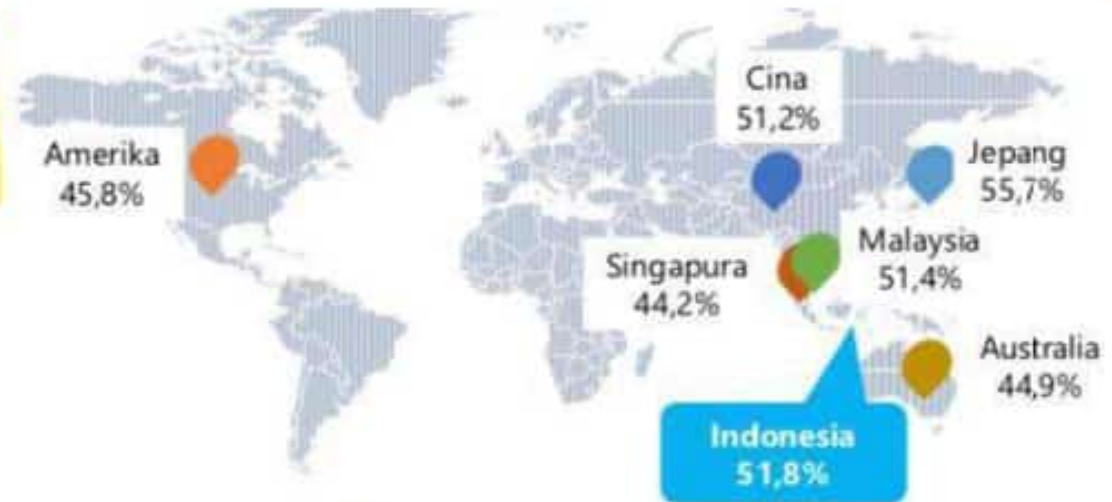 Cina
51,2%
Amerika
45,8%
Jepang
55,7%
Malaysia
51,4%
Singapura
44,2%
Australia
44,9%
Indonesia
51,8%